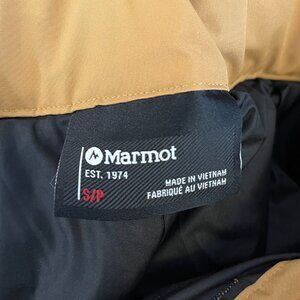 Marmot
EST. 1974
S/P
MADE IN VIETNAM
FABRIQUÉ AU VIETNAM